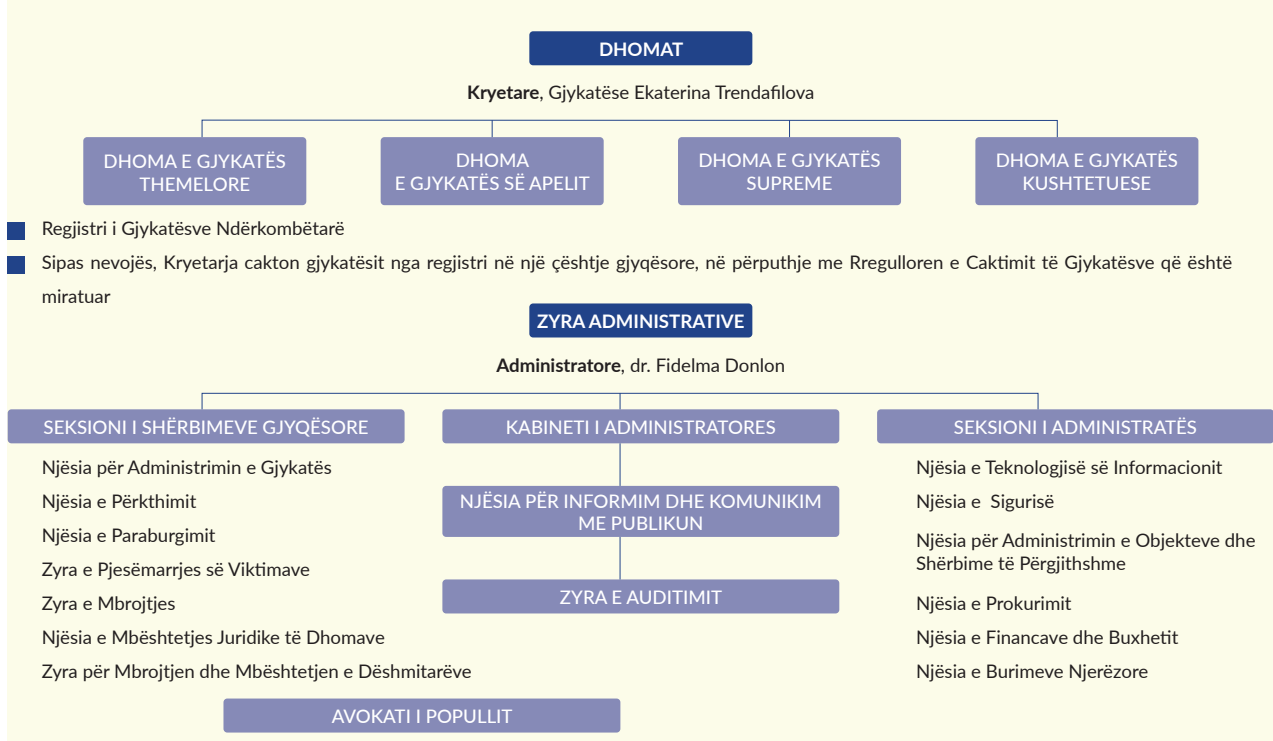 DHOMAT
Kryetare, Gjykatëse Ekaterina Trendafilova
DHOMA E GJYKATËS
THEMELORE
DHOMA
E GJYKATËS SË APELIT
DHOMA E GJYKATËS
SUPREME
DHOMA E GJYKATËS
KUSHTETUESE
Regjistri i Gjykatësve Ndërkombëtarë
Sipas nevojës, Kryetarja cakton gjykatësit nga regjistri në një çështje gjyqësore, në përputhje me Rregulloren e Caktimit të Gjykatësve që është
miratuar
ZYRA ADMINISTRATIVE
Administratore, dr. Fidelma Donlon
SEKSIONI I SHËRBIMEVE GJYQËSORE
Njësia për Administrimin e Gjykatës
Njësia e Përkthimit
Njësia e Paraburgimit
Zyra e Pjesëmarrjes së Viktimave
Zyra e Mbrojtjes
Njësia e Mbështetjes Juridike të Dhomave
Zyra për Mbrojtjen dhe Mbështetjen e Dëshmitarëve
KABINETI I ADMINISTRATORES
NJËSIA PËR INFORMIM DHE KOMUNIKIM
ME PUBLIKUN
ZYRA E AUDITIMIT
SEKSIONI I ADMINISTRATËS
Njësia e Teknologjisë së Informacionit
Njësia e Sigurisë
Njësia për Administrimin e Objekteve dhe
Shërbime të Përgjithshme
Njësia e Prokurimit
Njësia e Financave dhe Buxhetit
Njësia e Burimeve Njerëzore
AVOKATI I POPULLIT